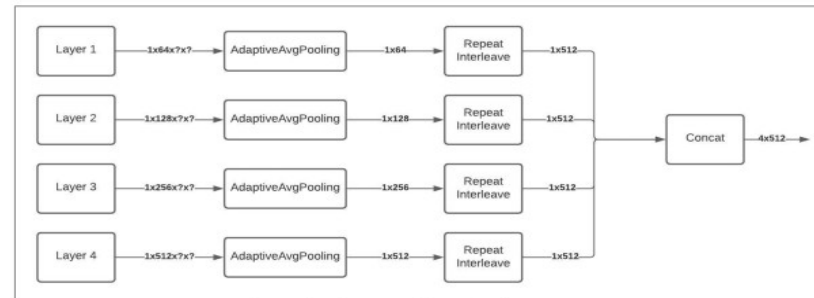 Layer 1
1x64x?x?
AdaptiveAvgPooling
1x64
Repeat
Interleave
1x512
Layer 2
1x128x?x?
AdaptiveAvgPooling
1x128
Repeat
Interleave
1x512
Concat
4x512
Layer 3
1x256x?x?
AdaptiveAvgPooling
1x256
Repeat
Interleave
1x512
Layer 4
1x512x?x?
AdaptiveAvgPooling
1x512
Repeat
Interleave
1x512